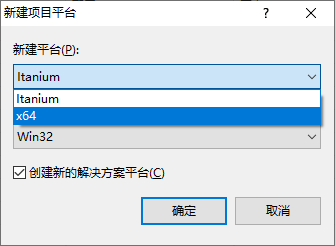 新建项目平台
?
新建平台(P):
Itanium
Itanium
x64
Win32
创建新的解决方案平台(C)
确定
取消